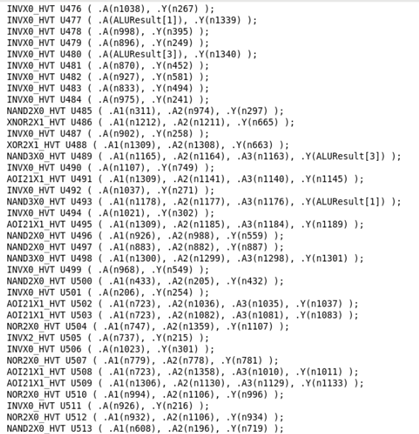 INVX0_HVT U476 ( .A(n1038), .Y(n267) );
INVX0_HVT U477 ( .A(ALUResult[1]), .Y(n1339) );
INVX0_HVT U478 ( .A(n998), .Y(n395) );
INVX0_HVT U479 ( .A(n896), .Y(n249) );
INVX0_HVT U480 ( .A(ALUResult[3]), .Y(n1340) );
INVX0_HVT U481 ( .A(n870), .Y(n452) );
INVX0_HVT U482 ( .A(n927), .Y(n581) );
INVX0_HVT U483 ( .A(n833), .Y(n494) );
INVX0_HVT U484 ( .A(n975), .Y(n241) );
NAND2X0_HVT U485 ( .A1(n311), .A2(n974), .Y(n297) );
XNOR2X1_HVT U486 ( .A1(n1212), .A2(n1211), .Y(n665) );
INVX0_HVT U487 ( .A(n902), .Y(n258) );
XOR2X1_HVT U488 ( .A1(n1309), .A2(n1308), .Y(n663) );
NAND3X0_HVT U489 ( .A1(n1165), .A2(n1164), .A3(n1163), .Y(ALUResult[3]) );
INVX0_HVT U490 ( .A(n1107), .Y(n749) );
AOI21X1_HVT U491 ( .A1(n1309), .A2(n1141), .A3(n1140), .Y(n1145) );
INVX0_HVT U492 ( .A(n1037), .Y(n271) );
NAND3X0_HVT U493 ( .A1(n1178), .A2(n1177), .A3(n1176), .Y(ALUResult[1]) );
INVX0_HVT U494 ( .A(n1021), .Y(n302) );
AOI21X1_HVT U495 ( .A1(n1309), .A2(n1185), .A3(n1184), .Y(n1189) );
NAND2X0_HVT U496 ( .A1(n926), .A2(n988), .Y(n559) );
NAND2X0_HVT U497 ( .A1(n883), .A2(n882), .Y(n887) );
NAND3X0_HVT U498 ( .A1(n1300), .A2(n1299), .A3(n1298), .Y(n1301) );
INVX0_HVT U499 ( .A(n968), .Y(n549) );
NAND2X0_HVT U500 ( .A1(n433), .A2(n205), .Y(n432) );
INVX0_HVT U501 ( .A(n206), .Y(n254) );
AOI21X1_HVT U502 ( .A1(n723), .A2(n1036), .A3(n1035), .Y(n1037) );
AOI21X1_HVT U503 ( .A1(n723), .A2(n1082), .A3(n1081), .Y(n1083) );
NOR2X0_HVT U504 ( .A1(n747), .A2(n1359), .Y(n1107) );
INVX2_HVT U505 ( .A(n737), .Y(n215) );
INVX0_HVT U506 ( .A(n1023), .Y(n301) );
NOR2X0_HVT U507 ( .A1(n779), .A2(n778), .Y(n781) );
AOI21X1_HVT U508 ( .A1(n723), .A2(n1358), .A3(n1010), .Y(n1011) );
AOI21X1_HVT U509 ( .A1(n1306), .A2(n1130), .A3(n1129), .Y(n1133) );
NOR2X0_HVT U510 ( .A1(n994), .A2(n1106), .Y(n996) );
INVX0_HVT U511 ( .A(n926), .Y(n216) );
NOR2X0_HVT U512 ( .A1(n932), .A2(n1106), .Y(n934) );
NAND2X0_HVT U513 ( .A1(n608), .A2(n196), .Y(n719) );